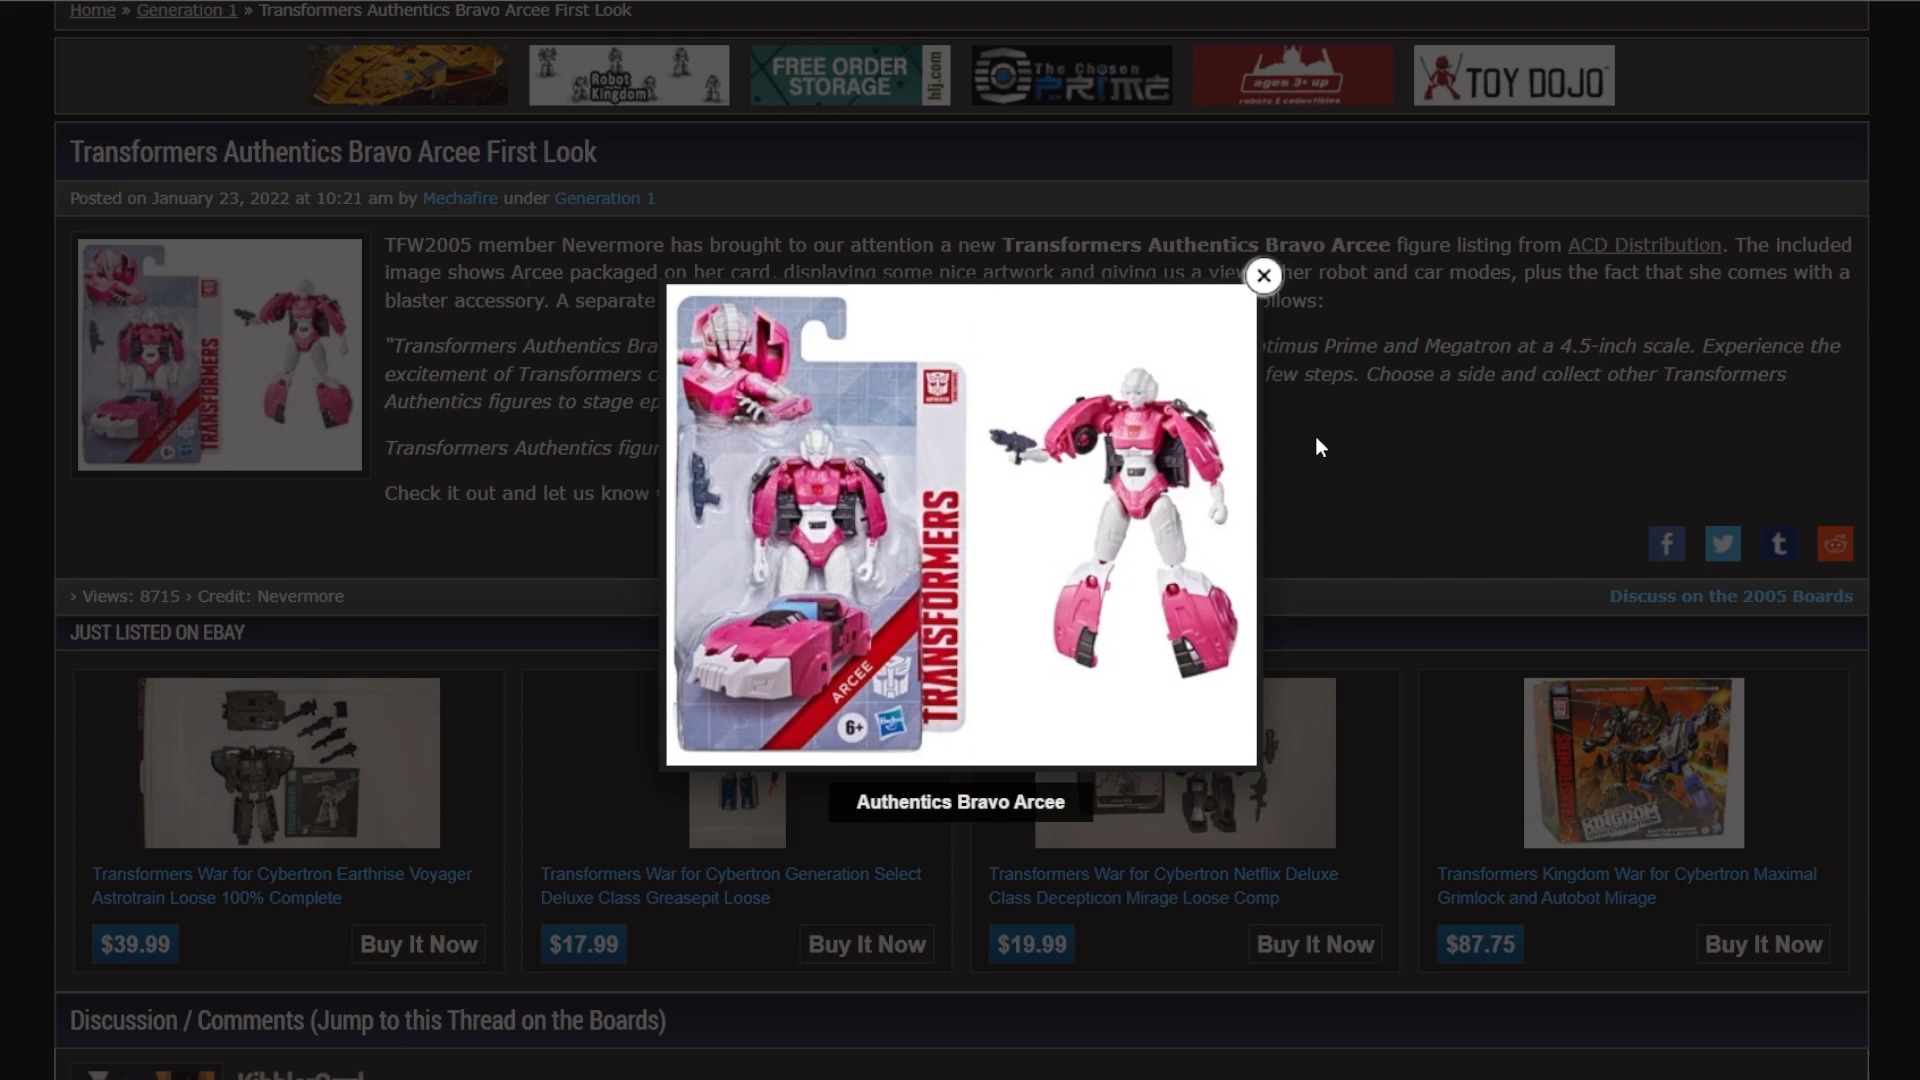 Home » Generation 1 » Transformers Authentics Bravo Arcee First Look
Robot
Kingdom
FREE ORDER
STORAGE
hlj.com
The Chosen
PRIME
ages 3+ up
robots & collectibles
TOY DOJO
Transformers Authentics Bravo Arcee First Look
Posted on January 23, 2022 at 10:21 am by Mechafire under Generation 1
TFW2005 member Nevermore has brought to our attention a new Transformers Authentics Bravo Arcee figure listing from ACD Distribution. The included
image shows Arcee packaged on her card, displaying some nice artwork and giving us a view her robot and car modes, plus the fact that she comes with a
blaster accessory. A separate
"Transformers Authentics Prime and Megatron at a 4.5-inch scale. Experience the
excitement of Transformers few steps. Choose a side and collect other Transformers
Authentics figures to stage
Transformers Authentics
Check it out and let us know
TRANSFORMERS
ARCEE
6+
Hasbro
TRANSFORMERS
ARCEE
6+
Authentics Bravo Arcee
› Views: 8715 › Credit: Nevermore
Discuss on the 2005 Boards
JUST LISTED ON EBAY
TRANSFORMERS
KINGDOM
Transformers War for Cybertron Earthrise Voyager
Astrotrain Loose 100% Complete
$39.99
Buy It Now
Transformers War for Cybertron Generation Select
Deluxe Class Greasepit Loose
$17.99
Buy It Now
Transformers War for Cybertron Netflix Deluxe
Class Decepticon Mirage Loose Comp
$19.99
Buy It Now
Transformers Kingdom War for Cybertron Maximal
Grimlock and Autobot Mirage
$87.75
Buy It Now
Discussion / Comments (Jump to this Thread on the Boards)